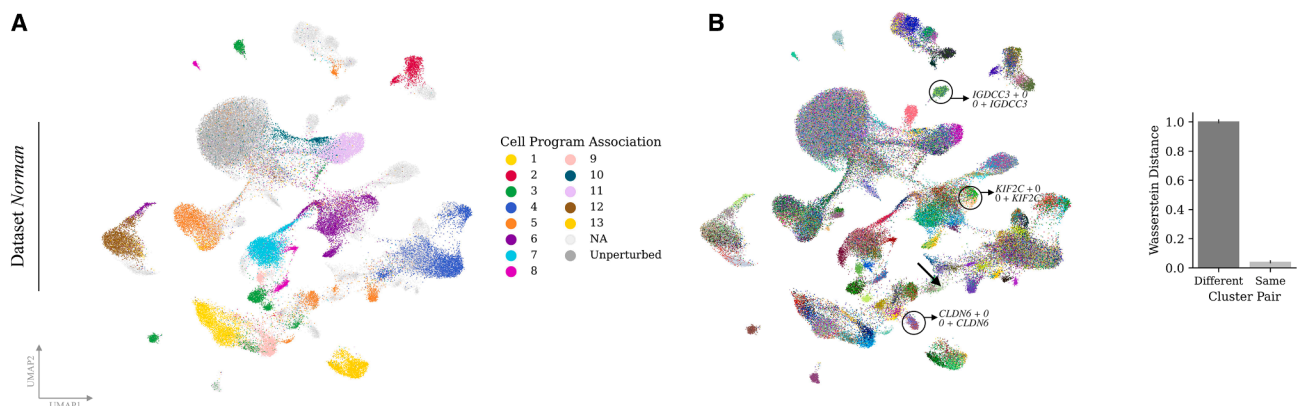 A
Dataset Norman
UMAP2
UMAP1
Cell Program Association
1
2
3
4
5
6
7
8
9
10
11
12
13
NA
Unperturbed
B
IGDCC3 + 0
0 + IGDCC3
KIF2C + 0
0 + KIF2C
CLDN6 + 0
0 + CLDN6
Wasserstein Distance
1.0
0.8
0.6
0.4
0.2
0.0
Different
Same
Cluster Pair